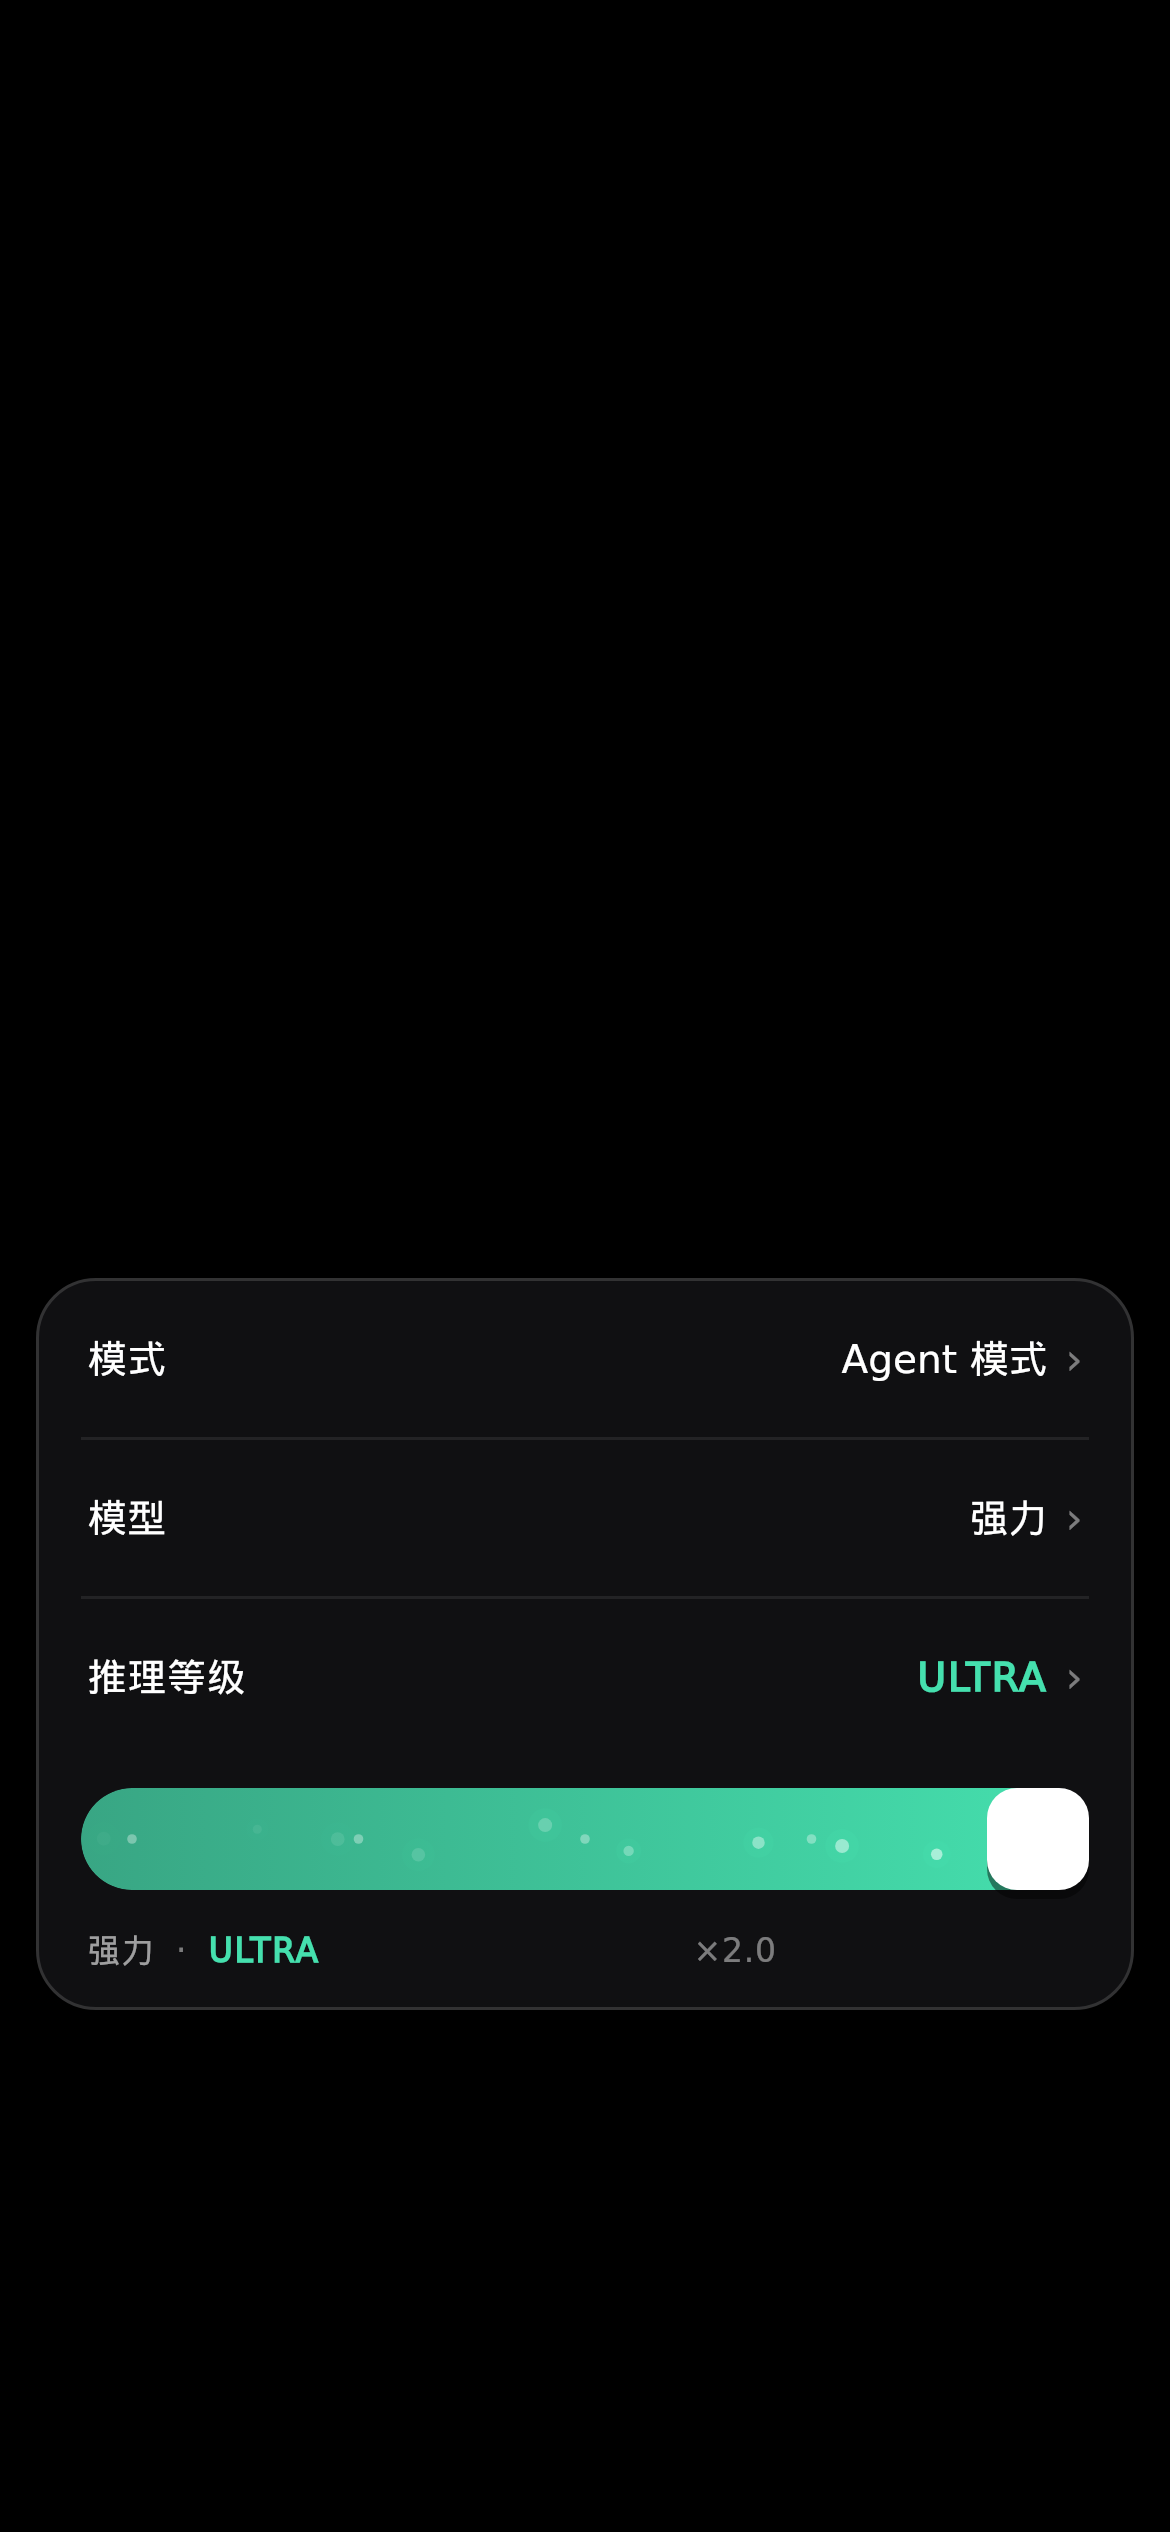 模式 Agent 模式 ›
模型 强力 ›
推理等级 ULTRA ›
强力 · ULTRA ×2.0